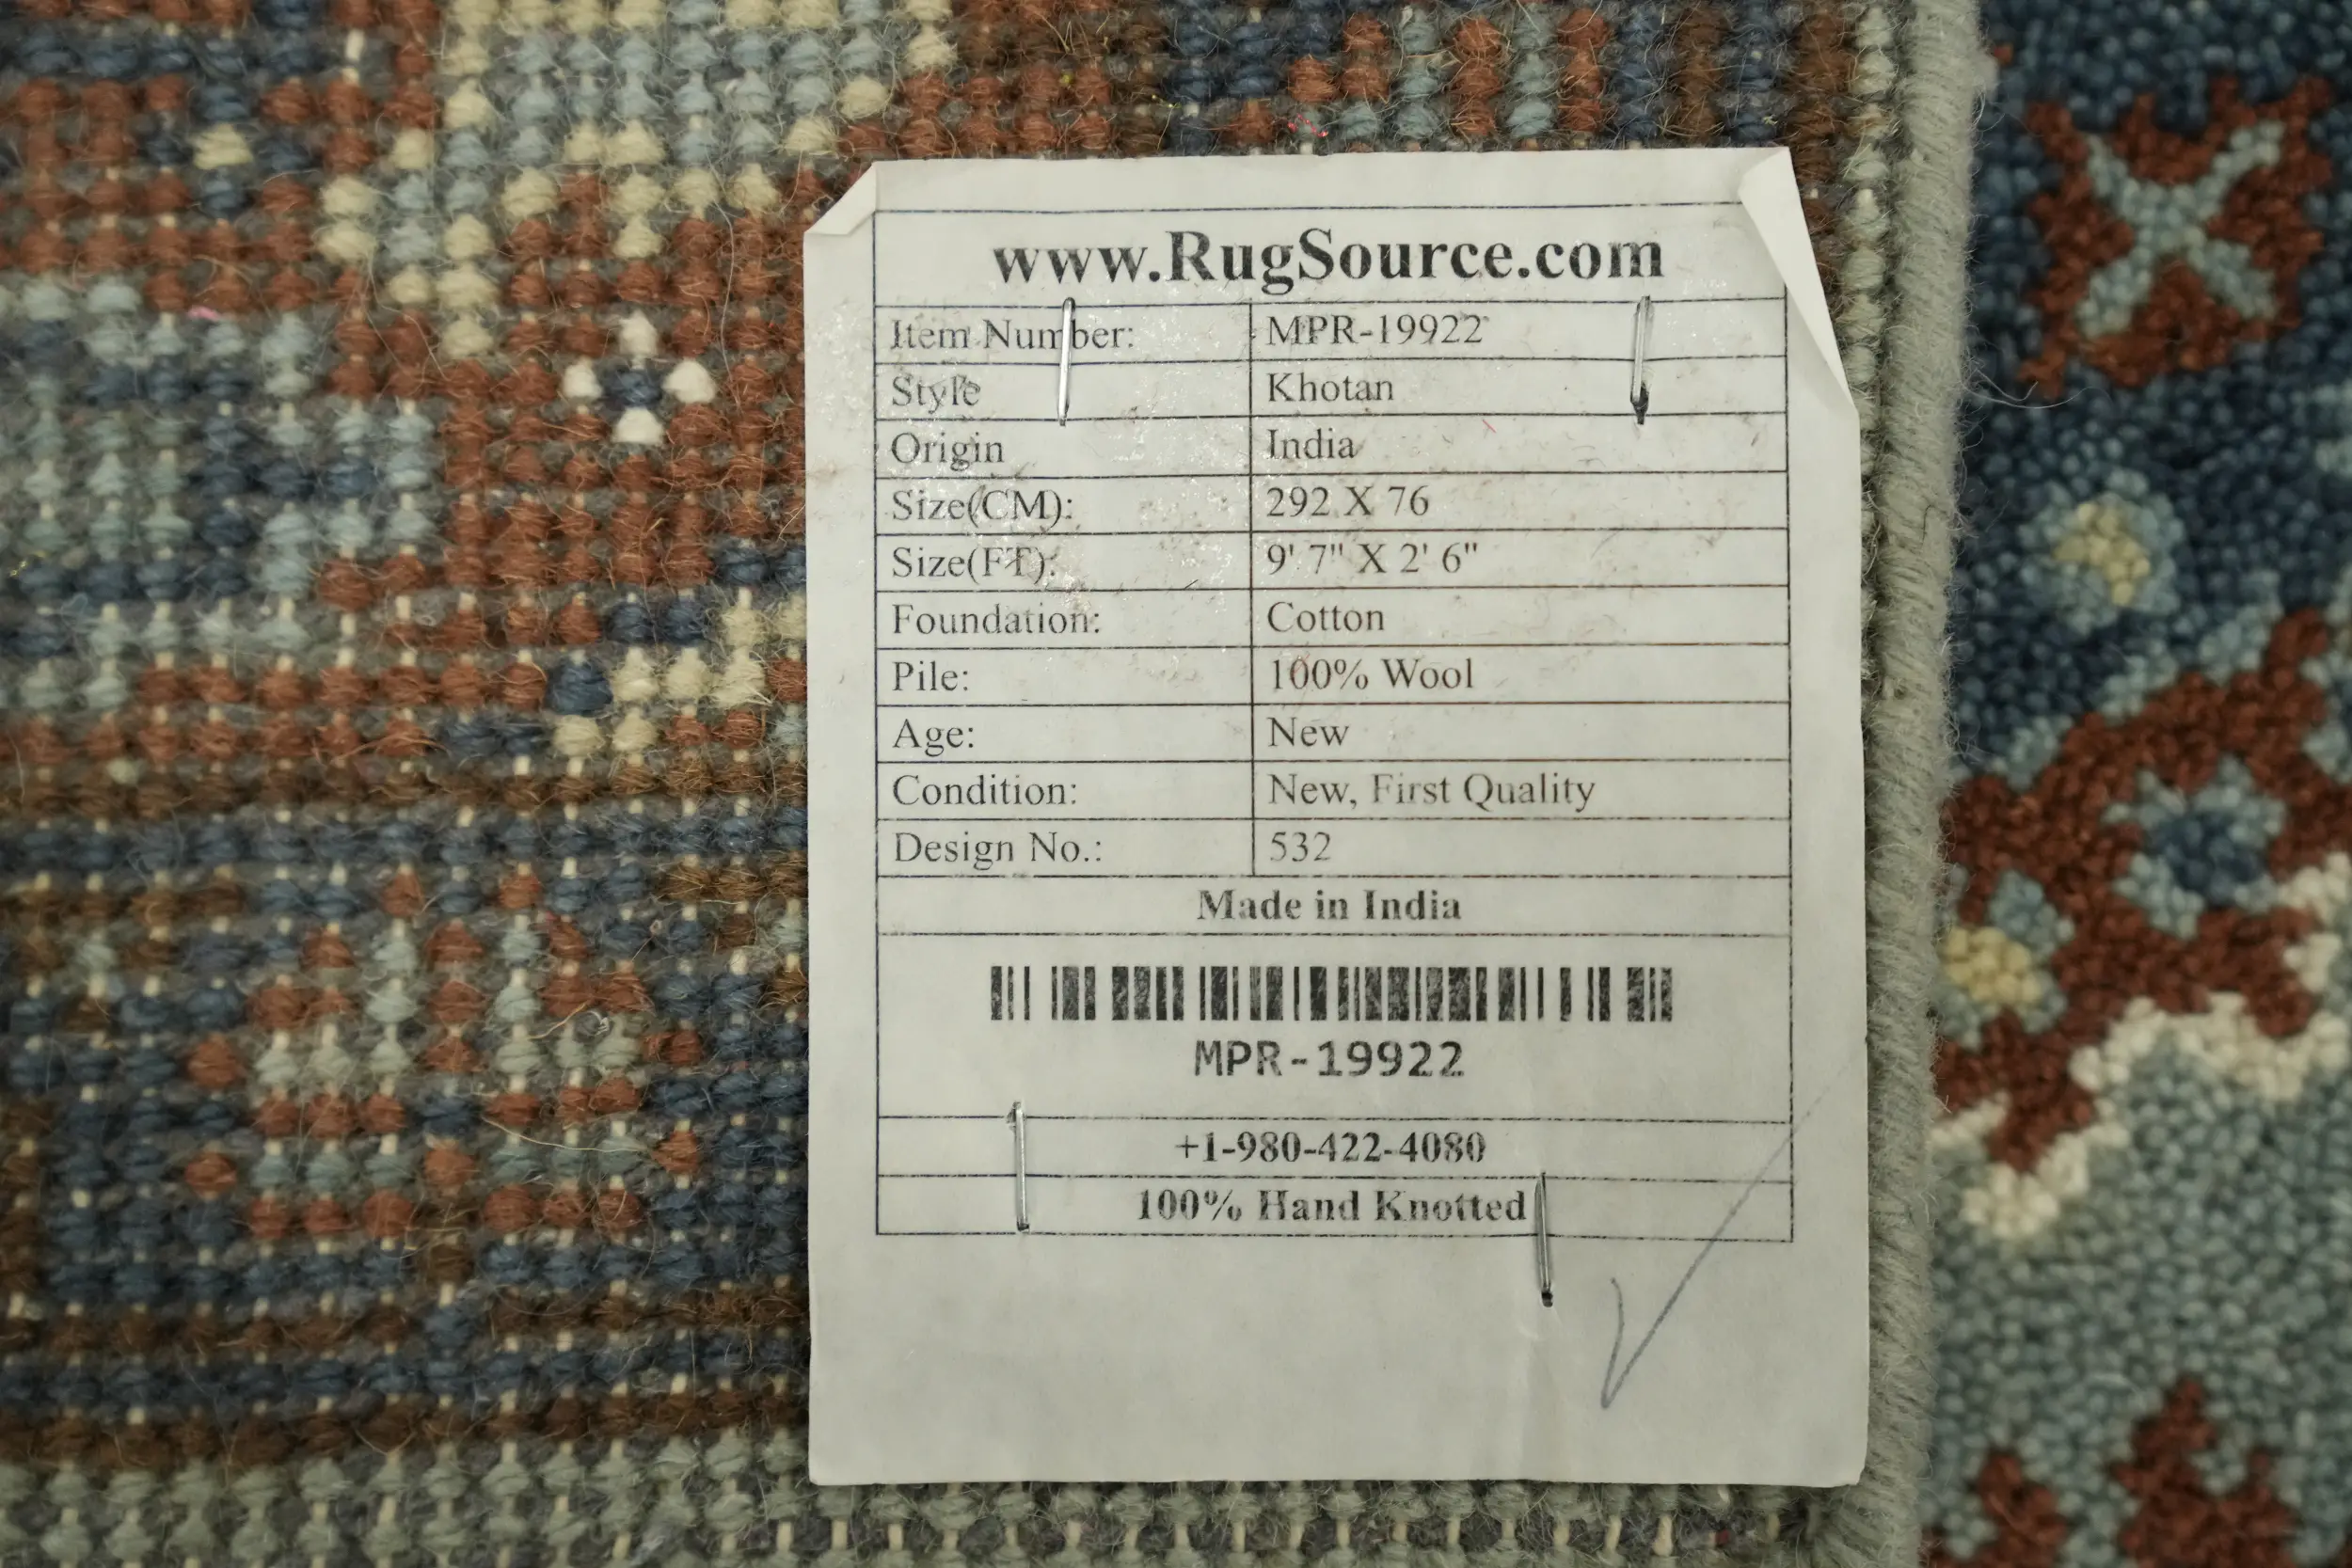 www.RugSource.com
Item Number: MPR-19922
Style Khotan
Origin India
Size(CM): 292 X 76
Size(FT): 9' 7" X 2' 6"
Foundation: Cotton
Pile: 100% Wool
Age: New
Condition: New, First Quality
Design No.: 532
Made in India
MPR-19922
+1-980-422-4080
100% Hand Knotted